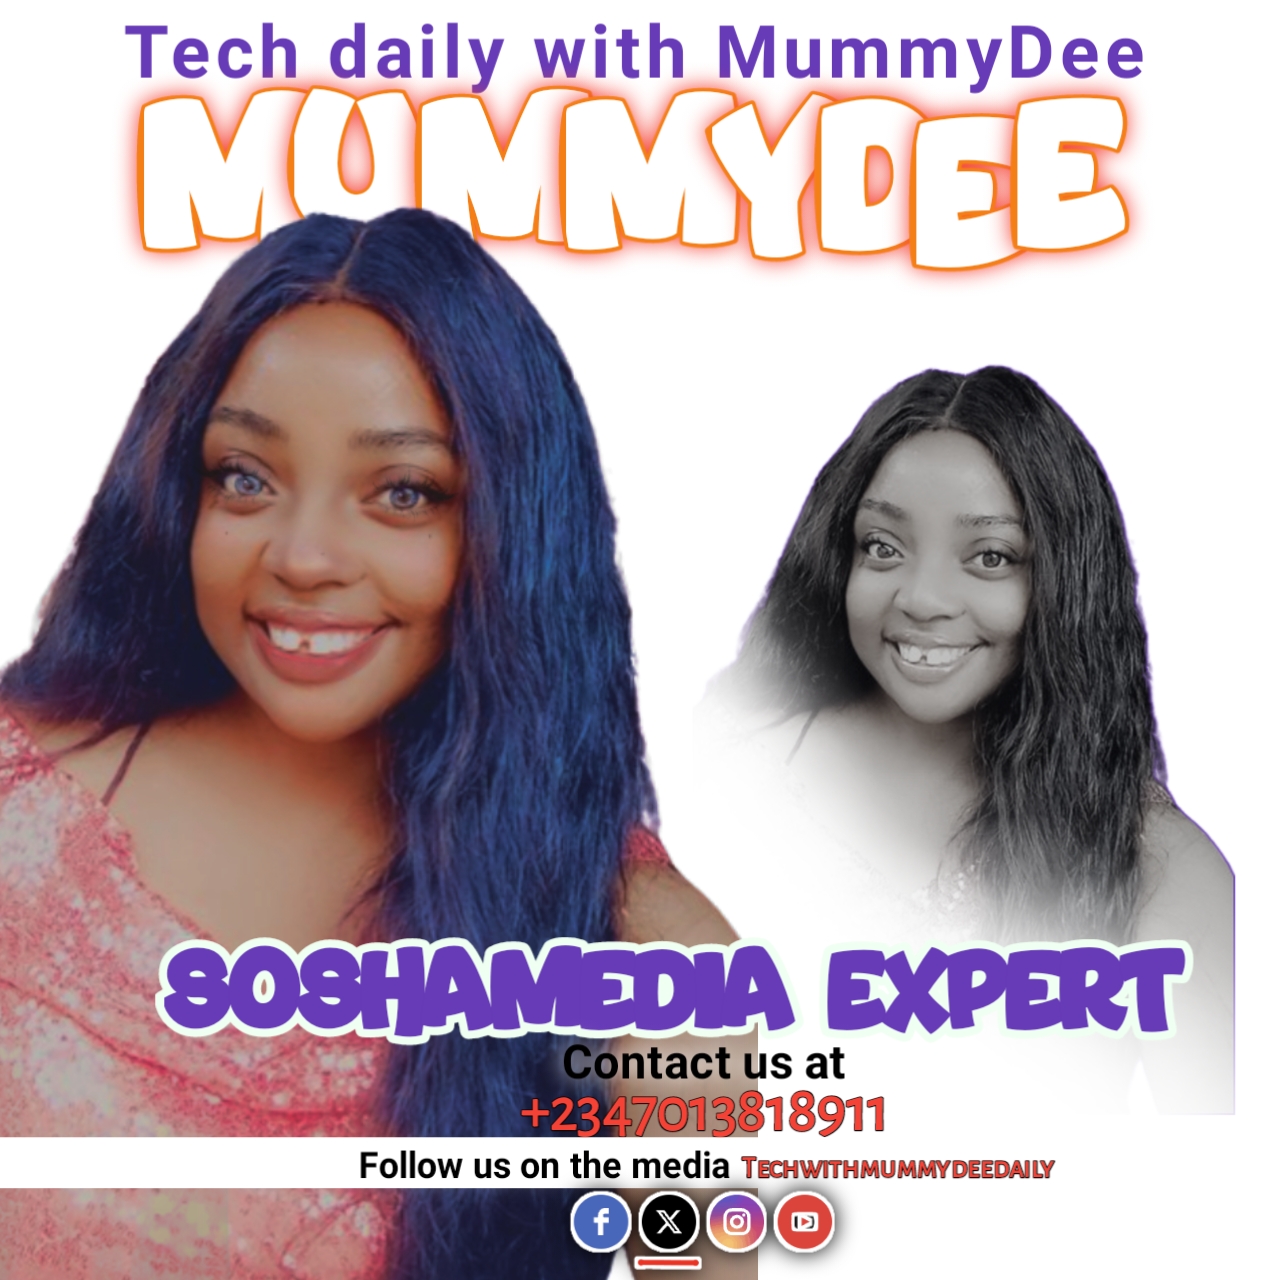 Tech daily with MummyDee
MUMMYDEE
SOSHAMEDIA EXPERT
Contact us at
+2347013818911
Follow us on the media TECHWITHMUMMYDEEDAILY
f X